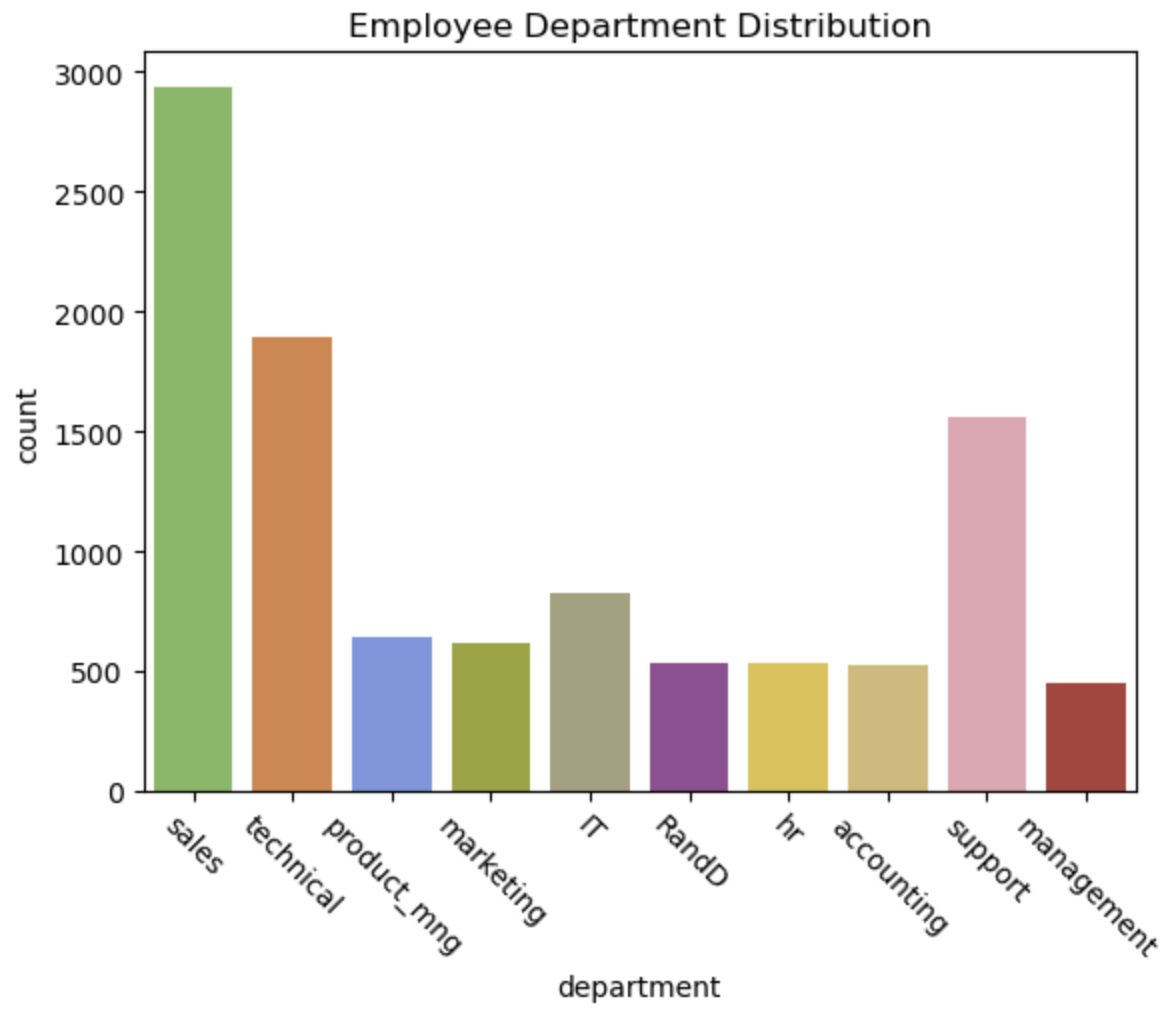 Employee Department Distribution
3000
2500
2000
1500
1000
500
0
count
sales
technical
product_mng
marketing
IT
RandD
hr
accounting
support
management
department